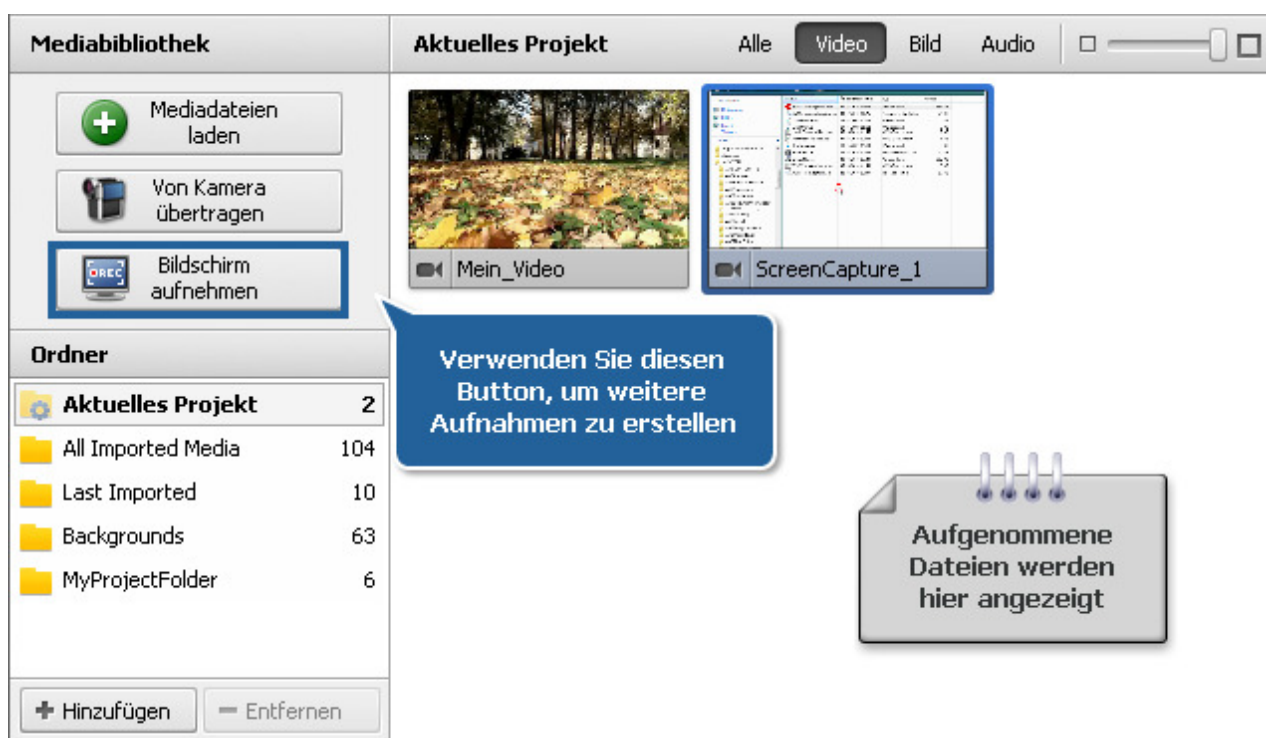 Mediabibliothek
Aktuelles Projekt
Alle
Video
Bild
Audio
Mediadateien
laden
Von Kamera
übertragen
REC
Bildschirm
aufnehmen
Mein_Video
ScreenCapture_1
Verwenden Sie diesen
Button, um weitere
Aufnahmen zu erstellen
Ordner
Aktuelles Projekt 2
All Imported Media 104
Last Imported 10
Backgrounds 63
MyProjectFolder 6
Aufgenommene
Dateien werden
hier angezeigt
Hinzufügen
Entfernen